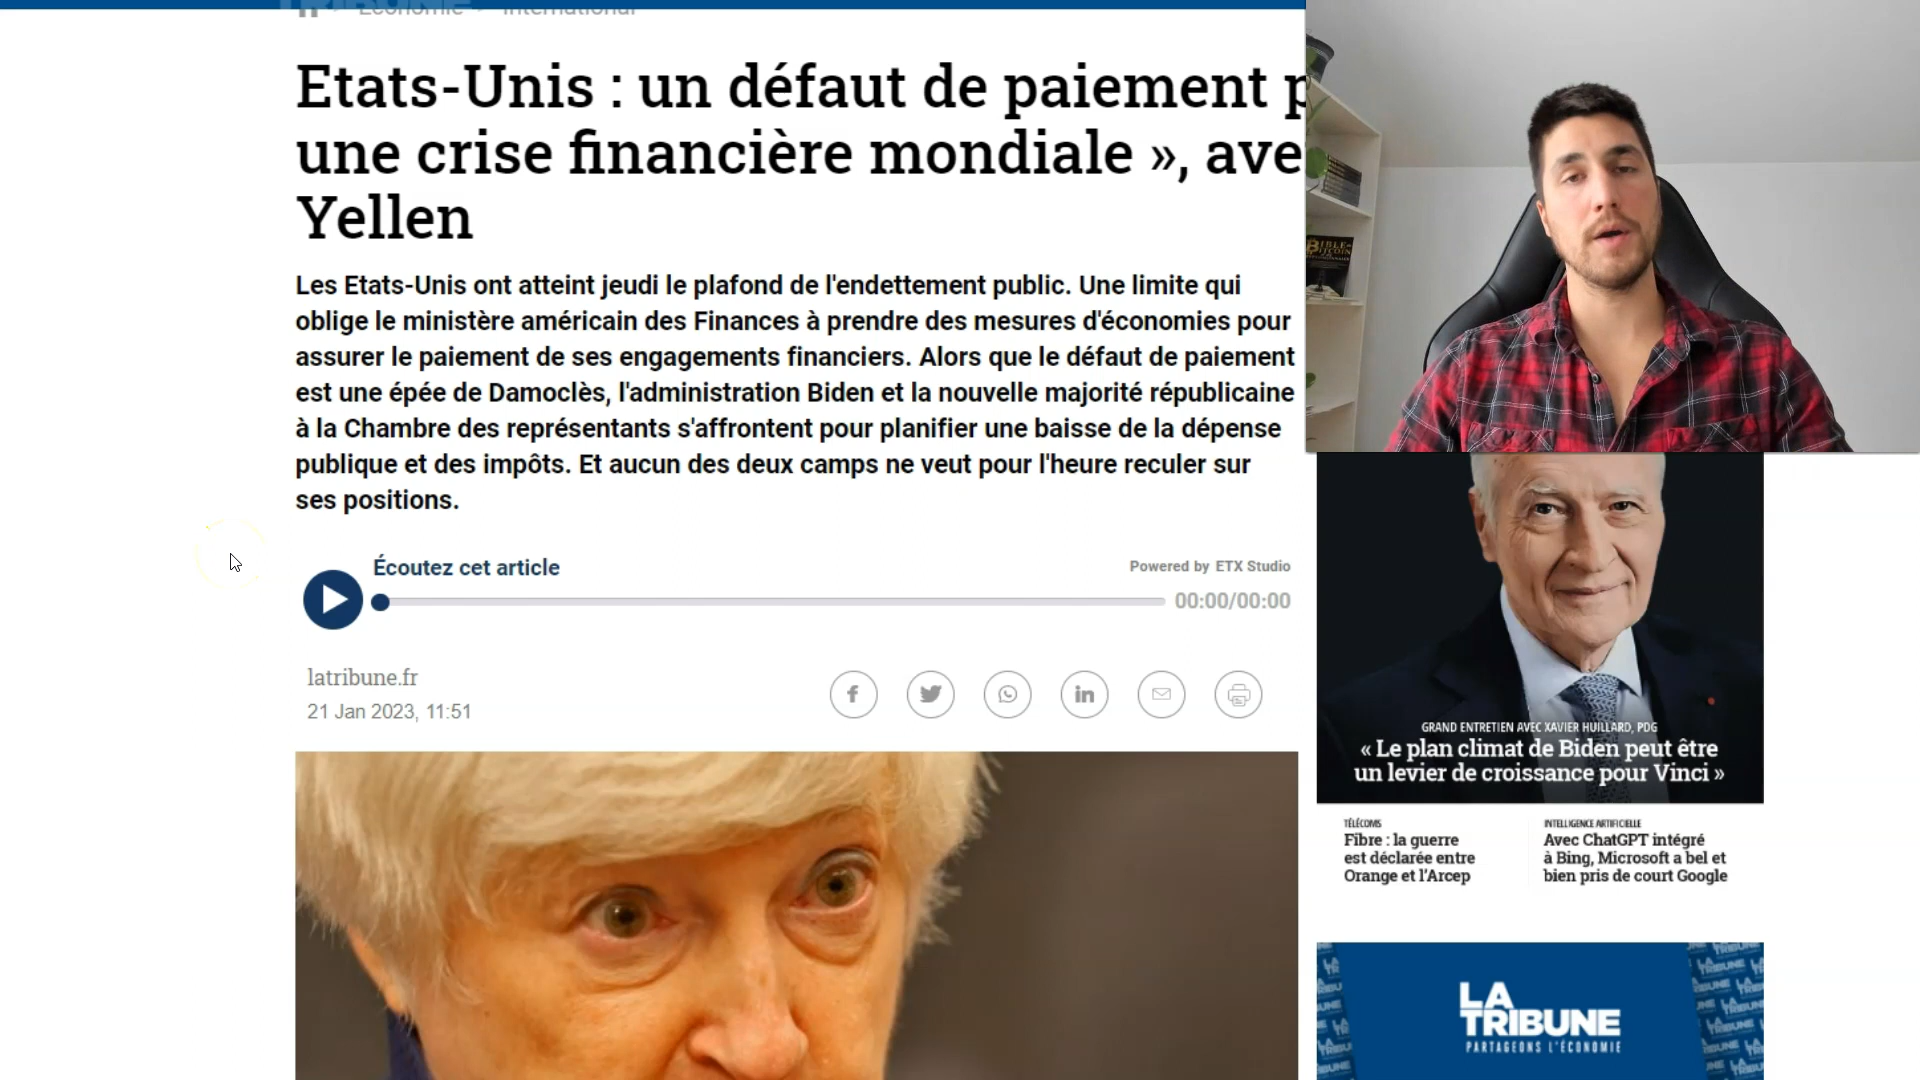 Economie International
Etats-Unis : un défaut de paiement p
une crise financière mondiale », ave
Yellen
Les Etats-Unis ont atteint jeudi le plafond de l'endettement public. Une limite qui
oblige le ministère américain des Finances à prendre des mesures d'économies pour
assurer le paiement de ses engagements financiers. Alors que le défaut de paiement
est une épée de Damoclès, l'administration Biden et la nouvelle majorité républicaine
à la Chambre des représentants s'affrontent pour planifier une baisse de la dépense
publique et des impôts. Et aucun des deux camps ne veut pour l'heure reculer sur
ses positions.
Écoutez cet article
Powered by ETX Studio
00:00/00:00
latribune.fr
21 Jan 2023, 11:51
GRAND ENTRETIEN AVEC XAVIER HUILLARD, PDG
« Le plan climat de Biden peut être
un levier de croissance pour Vinci »
TÉLÉCOMS
Fibre : la guerre
est déclarée entre
Orange et l'Arcep
INTELLIGENCE ARTIFICIELLE
Avec ChatGPT intégré
à Bing, Microsoft a bel et
bien pris de court Google
LA
TRIBUNE
PARTAGEONS L'ÉCONOMIE